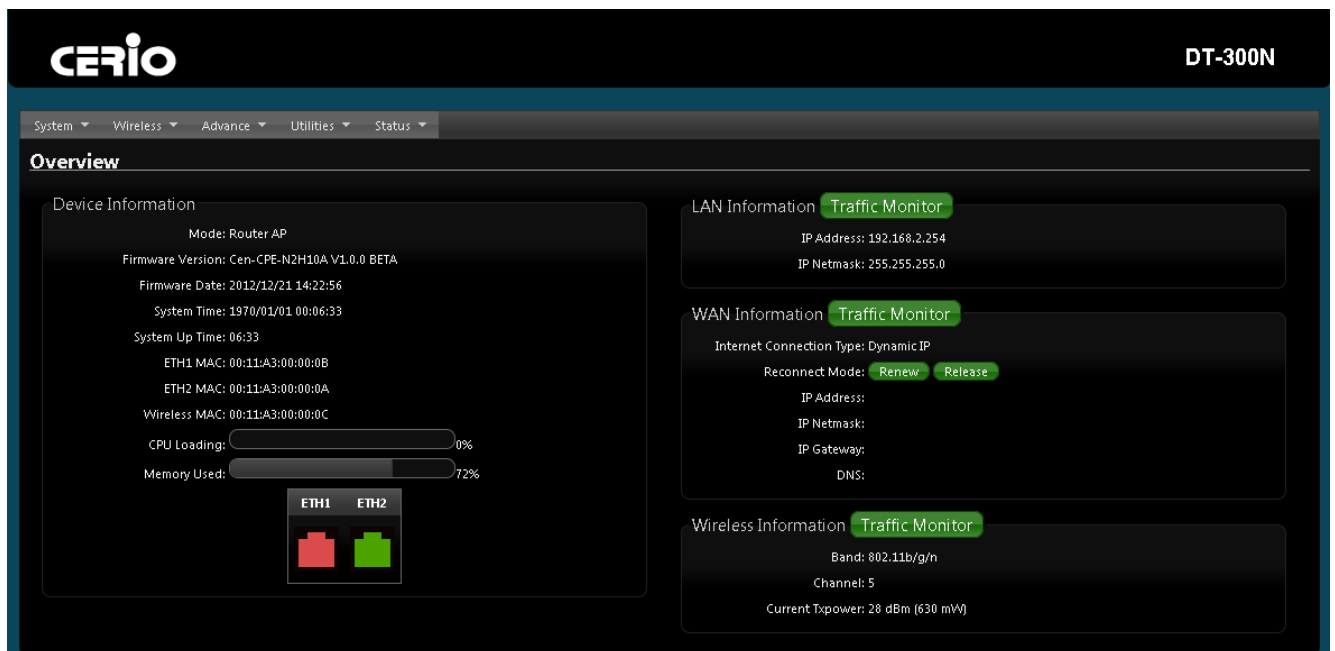 CERIO
DT-300N
System Wireless Advance Utilities Status
Overview
Device Information
Mode: Router AP
Firmware Version: Cen-CPE-N2H10A V1.0.0 BETA
Firmware Date: 2012/12/21 14:22:56
System Time: 1970/01/01 00:06:33
System Up Time: 06:33
ETH1 MAC: 00:11:A3:00:00:0B
ETH2 MAC: 00:11:A3:00:00:0A
Wireless MAC: 00:11:A3:00:00:0C
CPU Loading: 0%
Memory Used: 72%
ETH1 ETH2
LAN Information Traffic Monitor
IP Address: 192.168.2.254
IP Netmask: 255.255.255.0
WAN Information Traffic Monitor
Internet Connection Type: Dynamic IP
Reconnect Mode: Renew Release
IP Address:
IP Netmask:
IP Gateway:
DNS:
Wireless Information Traffic Monitor
Band: 802.11b/g/n
Channel: 5
Current Txpower: 28 dBm (630 mW)